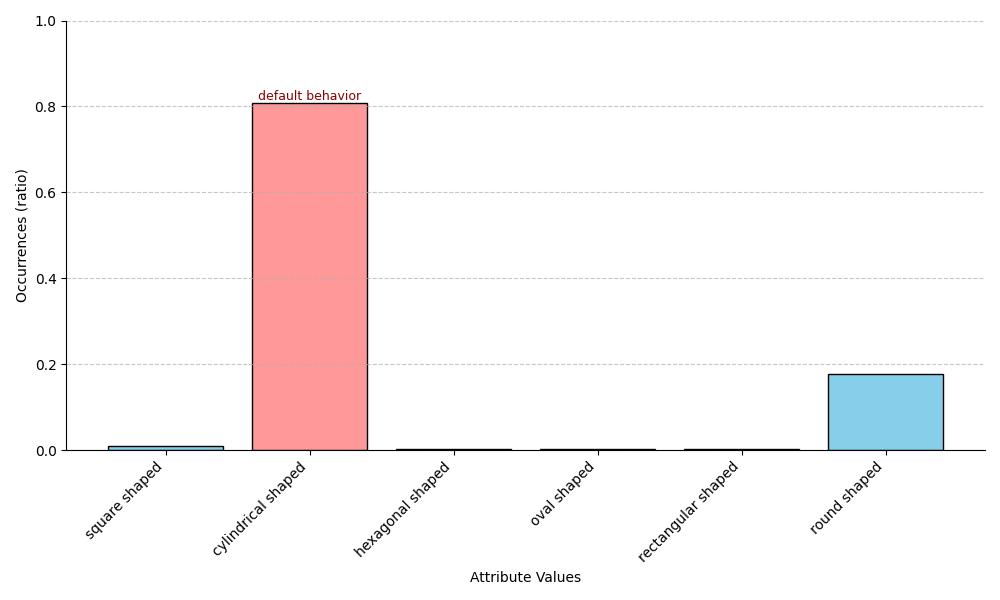 1.0
0.8
0.6
0.4
0.2
0.0
Occurrences (ratio)
default behavior
square shaped
cylindrical shaped
hexagonal shaped
oval shaped
rectangular shaped
round shaped
Attribute Values